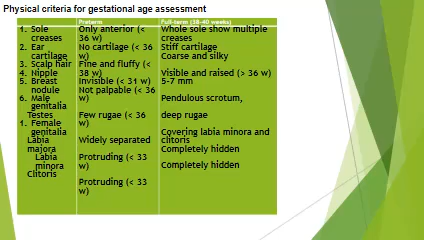 Physical criteria for gestational age assessment
Preterm
Full-term (38-40 weeks)
1. Sole
creases
2. Ear
cartilage
3. Scalp hair
4. Nipple
5. Breast
nodule
6. Male
genitalia
Testes
1. Female
genitalia
Labia
majora
Labia
minora
Clitoris
Only anterior (<
36 w)
No cartilage (< 36
w)
Fine and fluffy (<
38 w)
Invisible (< 31 w)
Not palpable (< 36
w)
Few rugae (< 36
w)
Widely separated
Protruding (< 33
w)
Protruding (< 33
w)
Whole sole show multiple
creases
Stiff cartilage
Coarse and silky
Visible and raised (> 36 w)
5-7 mm
Pendulous scrotum,
deep rugae
Covering labia minora and
clitoris
Completely hidden
Completely hidden